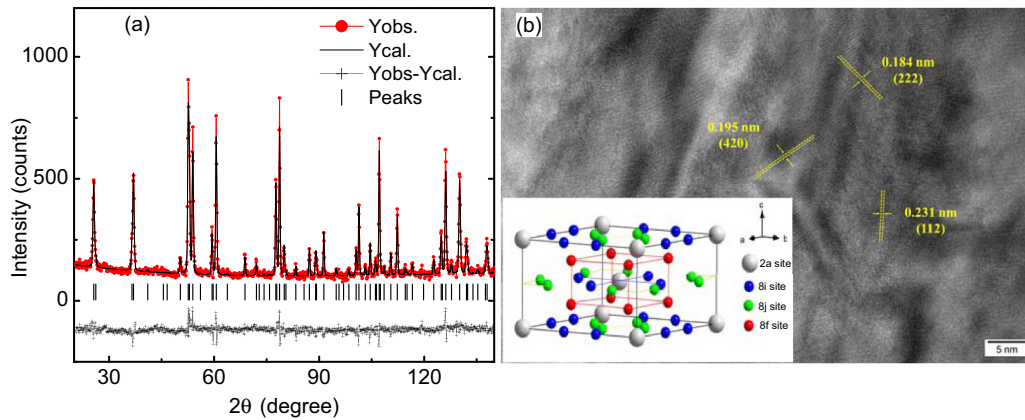 (a)
Yobs.
Ycal.
Yobs-Ycal.
Peaks
1000
500
0
Intensity (counts)
30
60
90
120
2θ (degree)
(b)
0.184 nm
(222)
0.195 nm
(420)
0.231 nm
(112)
c
a
b
2a site
8i site
8j site
8f site
5 nm